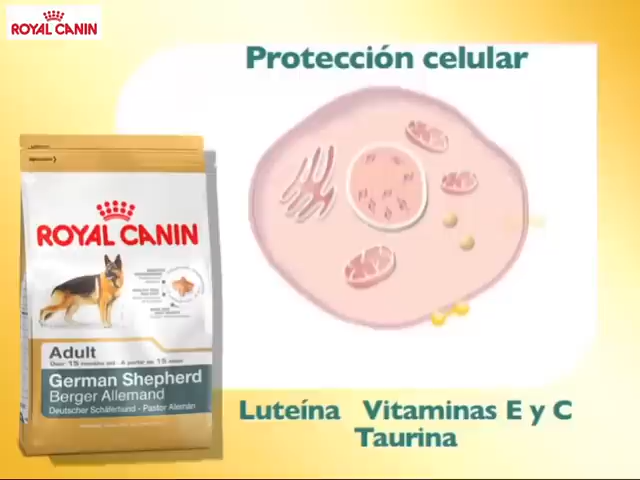 ROYAL CANIN
Protección celular
ROYAL CANIN
Adult
German Shepherd
Berger Allemand
Deutscher Schäferhund - Pastor Alemán
Luteína Vitaminas E y C
Taurina